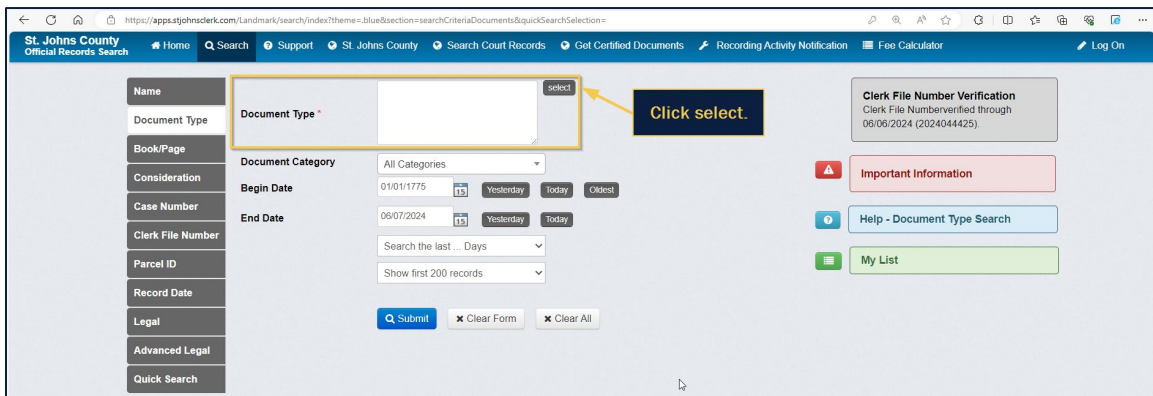 https://apps.stjohnsclerk.com/Landmark/search/index?theme=.blue&section=searchCriteriaDocuments&quickSearchSelection=
St. Johns County
Official Records Search
Home
Search
Support
St. Johns County
Search Court Records
Get Certified Documents
Recording Activity Notification
Fee Calculator
Log On
Name
Document Type
Book/Page
Consideration
Case Number
Clerk File Number
Parcel ID
Record Date
Legal
Advanced Legal
Quick Search
Document Type *
select
Click select.
Document Category
All Categories
Begin Date
01/01/1775
15
Yesterday
Today
Oldest
End Date
06/07/2024
15
Yesterday
Today
Search the last ... Days
Show first 200 records
Submit
Clear Form
Clear All
Clerk File Number Verification
Clerk File Numberverified through
06/06/2024 (2024044425).
Important Information
Help - Document Type Search
My List